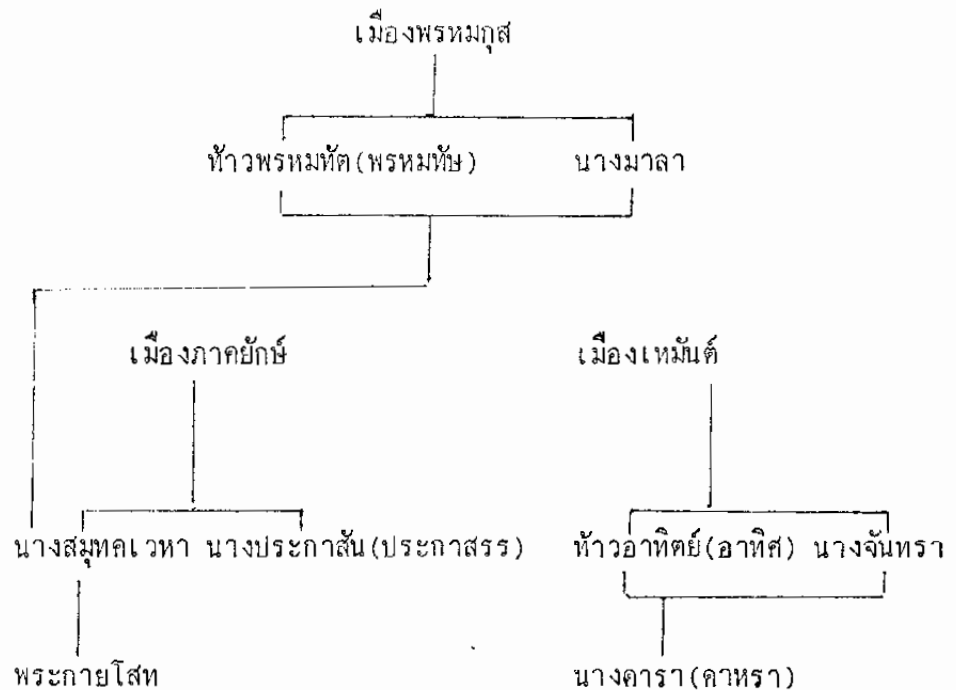 เมืองพรหมกุส
ท้าวพรหมทัต(พรหมทัษ) นางมาลา
เมืองภาคยักษ์ เมืองเหมันต์
นางสมุทคเวหา นางประกาสัน(ประกาสรร) ท้าวอาทิตย์(อาทิศ) นางจันทรา
พระกายโสท นางคารา(คาหรา)